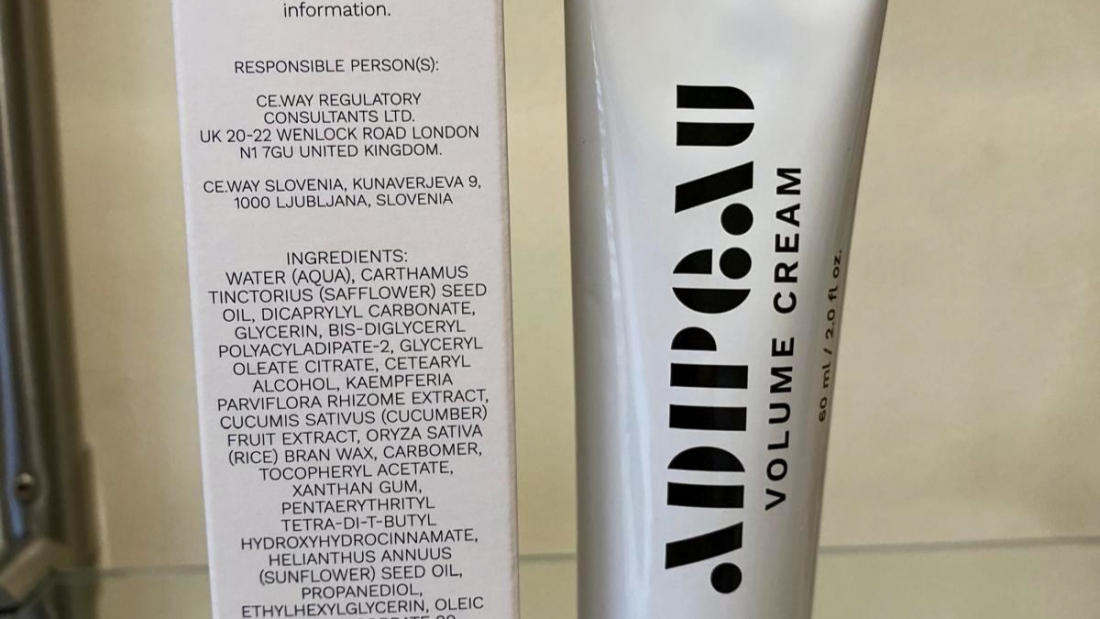 information.
RESPONSIBLE PERSON(S):
CE.WAY REGULATORY
CONSULTANTS LTD.
UK 20-22 WENLOCK ROAD LONDON
N1 7GU UNITED KINGDOM.
CE.WAY SLOVENIA, KUNAVERJEVA 9,
1000 LJUBLJANA, SLOVENIA
INGREDIENTS:
WATER (AQUA), CARTHAMUS
TINCTORIUS (SAFFLOWER) SEED
OIL, DICAPRYLYL CARBONATE,
GLYCERIN, BIS-DIGLYCERYL
POLYACYLADIPATE-2, GLYCERYL
OLEATE CITRATE, CETEARYL
ALCOHOL, KAEMPFERIA
PARVIFLORA RHIZOME EXTRACT,
CUCUMIS SATIVUS (CUCUMBER)
FRUIT EXTRACT, ORYZA SATIVA
(RICE) BRAN WAX, CARBOMER,
TOCOPHERYL ACETATE,
XANTHAN GUM,
PENTAERYTHRITYL
TETRA-DI-T-BUTYL
HYDROXYHYDROCINNAMATE,
HELIANTHUS ANNUUS
(SUNFLOWER) SEED OIL,
PROPANEDIOL,
ETHYLHEXYLGLYCERIN, OLEIC
ADIPEAU
VOLUME CREAM
60 ml / 2.0 fl oz.